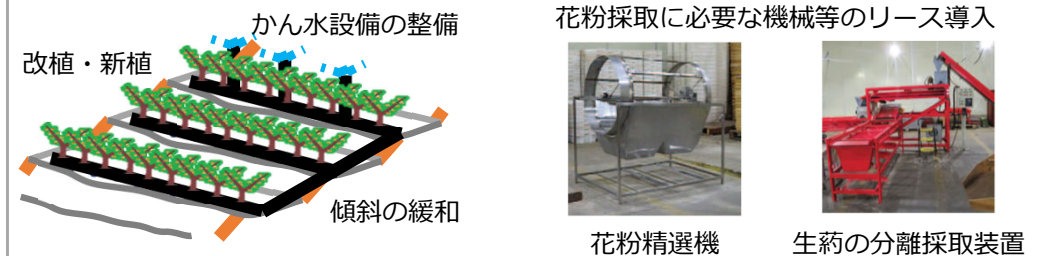 かん水設備の整備
改植・新植
傾斜の緩和
花粉採取に必要な機械等のリース導入
花粉精選機
生葯の分離採取装置